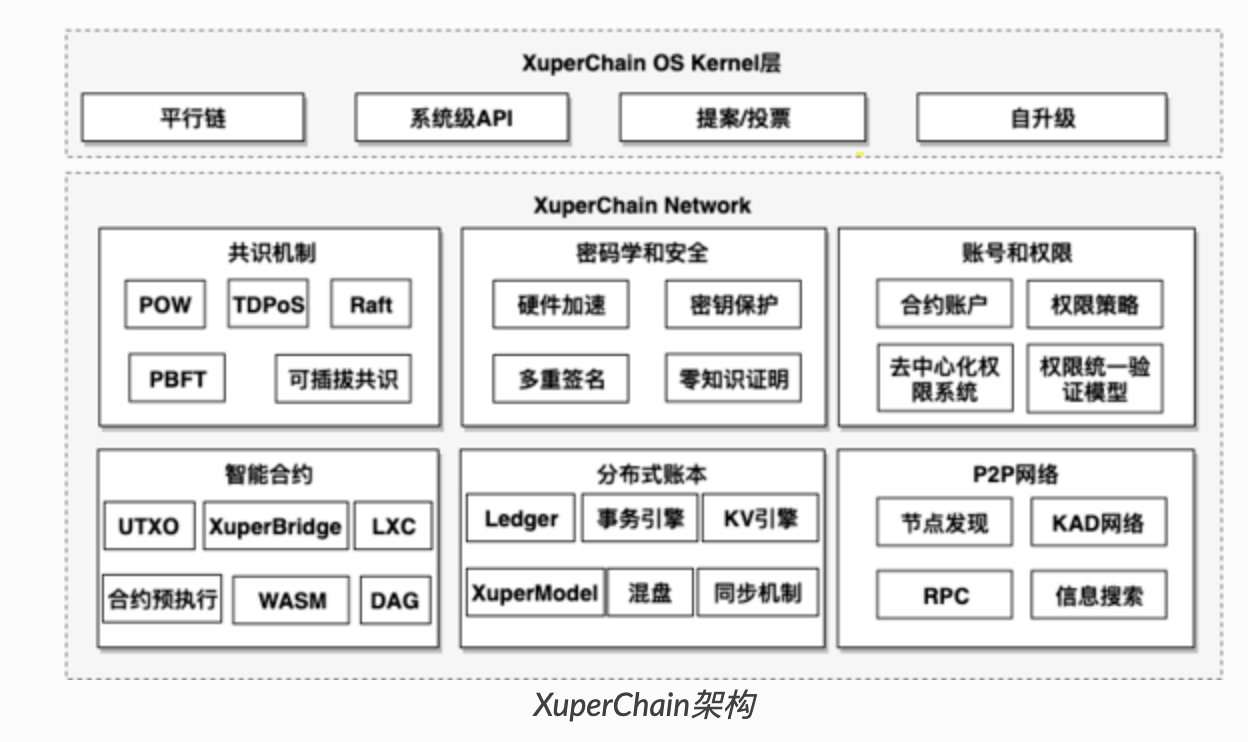 XuperChain OS Kernel层
平行链
系统级API
提案/投票
自升级
XuperChain Network
共识机制
POW
TDPoS
Raft
PBFT
可插拔共识
密码学和安全
硬件加速
密钥保护
多重签名
零知识证明
账号和权限
合约账户
权限策略
去中心化权
限系统
权限统一验
证模型
智能合约
UTXO
XuperBridge
LXC
合约预执行
WASM
DAG
分布式账本
Ledger
事务引擎
KV引擎
XuperModel
混盘
同步机制
P2P网络
节点发现
KAD网络
RPC
信息搜索
XuperChain架构